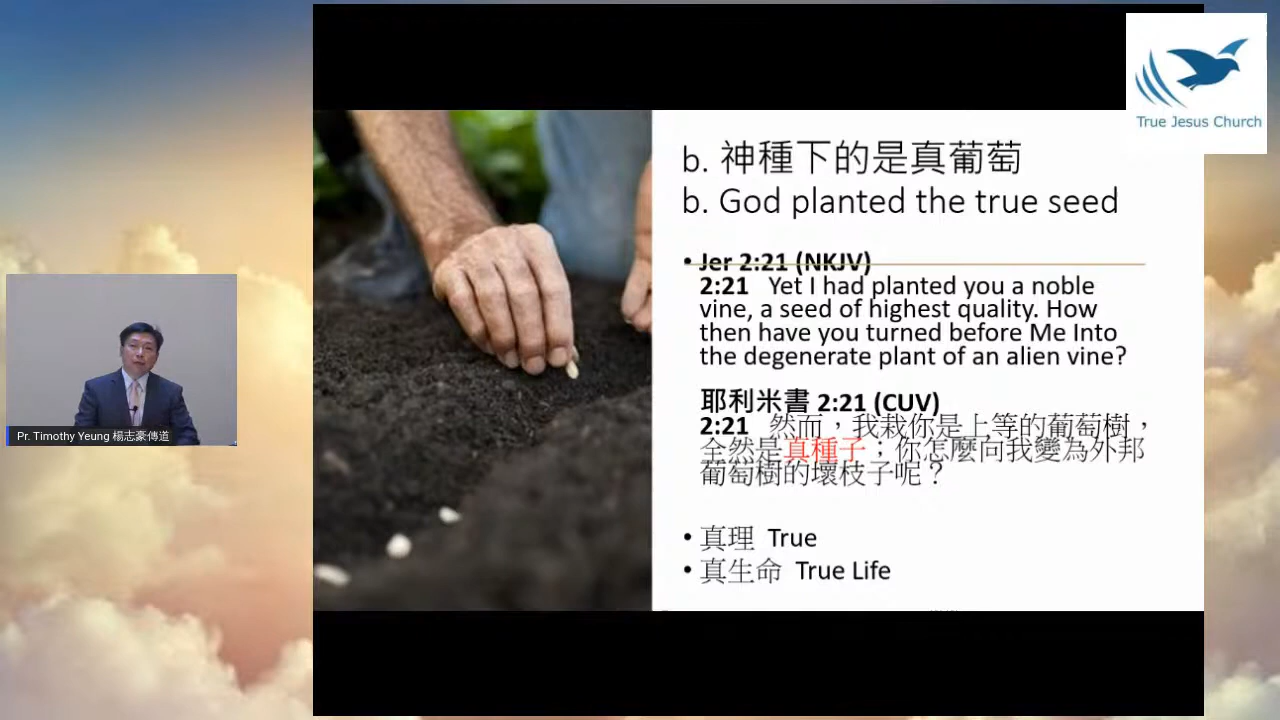 True Jesus Church
b. 神種下的是真葡萄
b. God planted the true seed
• Jer 2:21 (NKJV)
2:21 Yet I had planted you a noble
vine, a seed of highest quality. How
then have you turned before Me Into
the degenerate plant of an alien vine?
耶利米書 2:21 (CUV)
2:21 然而，我栽你是上等的葡萄樹，
全然是真種子；你怎麼向我變為外邦
葡萄樹的壞枝子呢？
• 真理 True
• 真生命 True Life
Pr. Timothy Yeung 楊志豪傳道